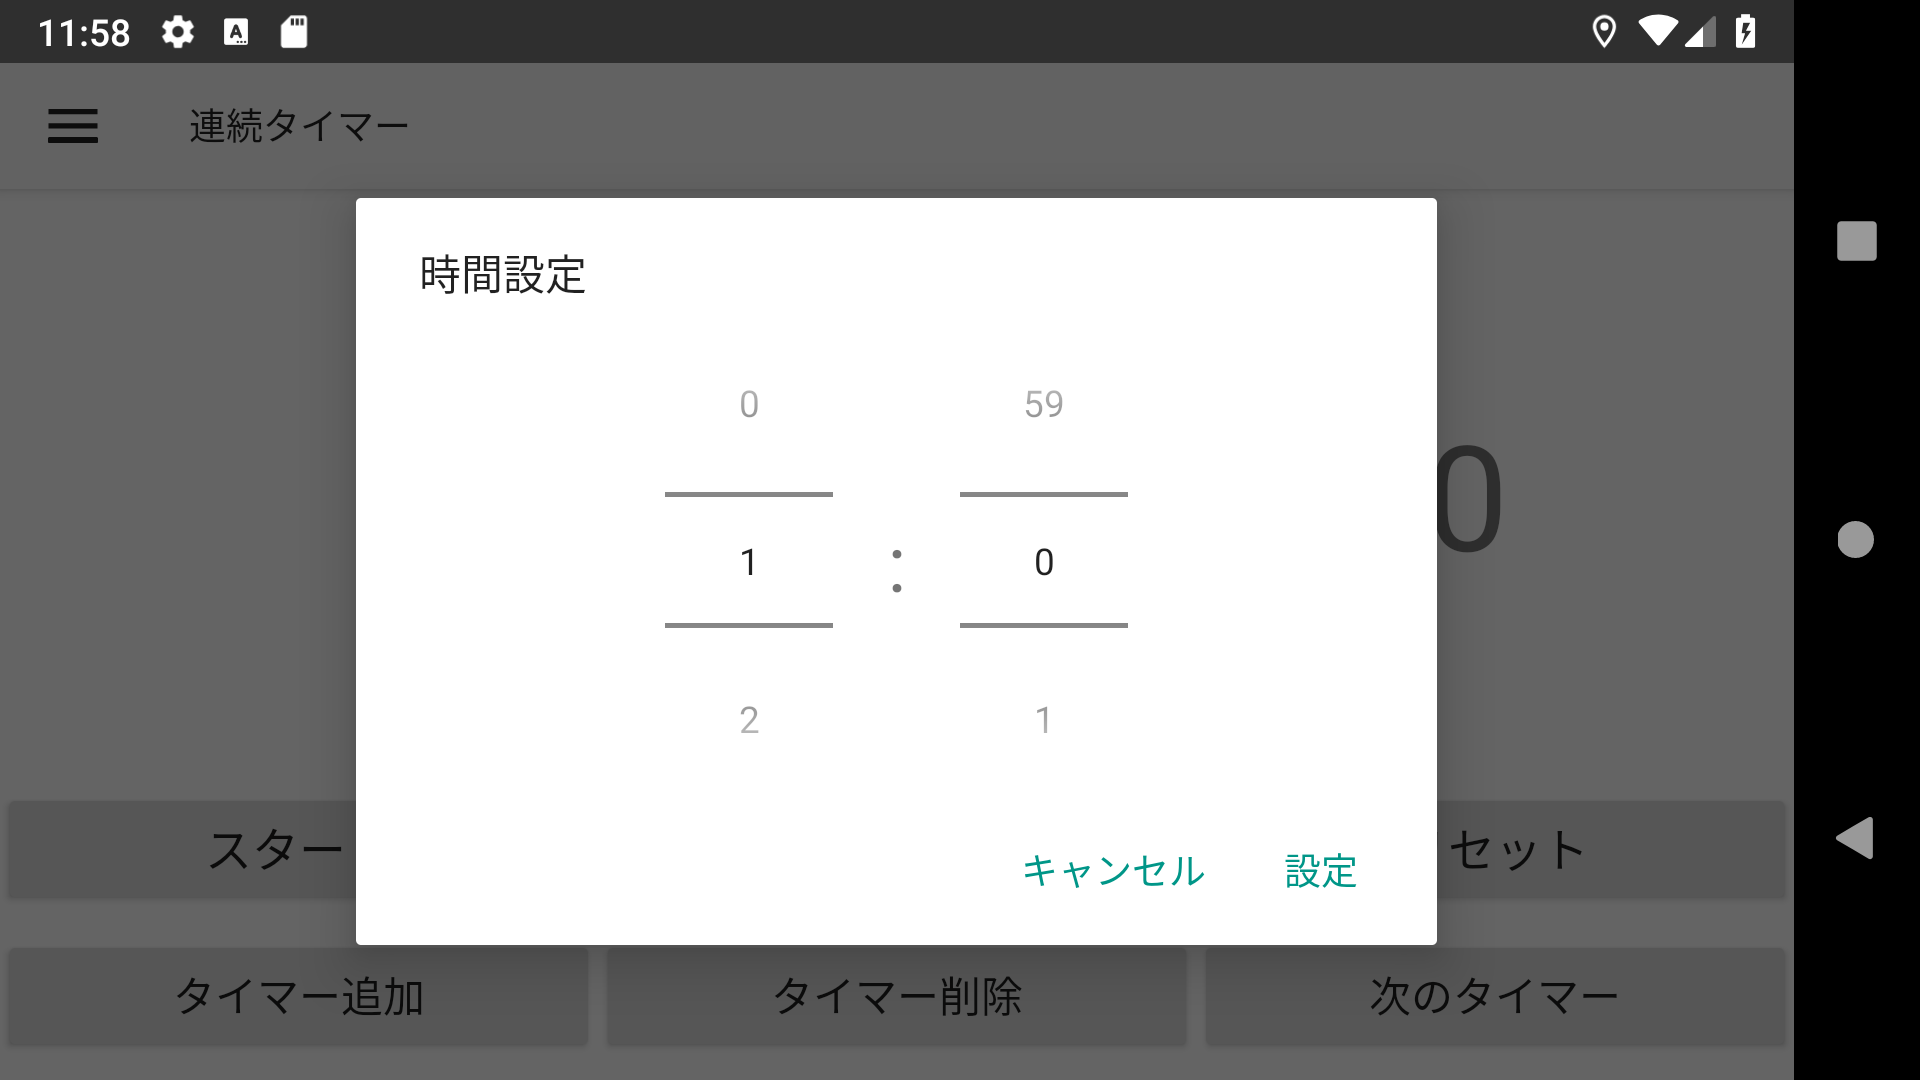 11:58
連続タイマー
時間設定
0 59
0
1 : 0
2 1
スター
セット
キャンセル 設定
タイマー追加 タイマー削除 次のタイマー